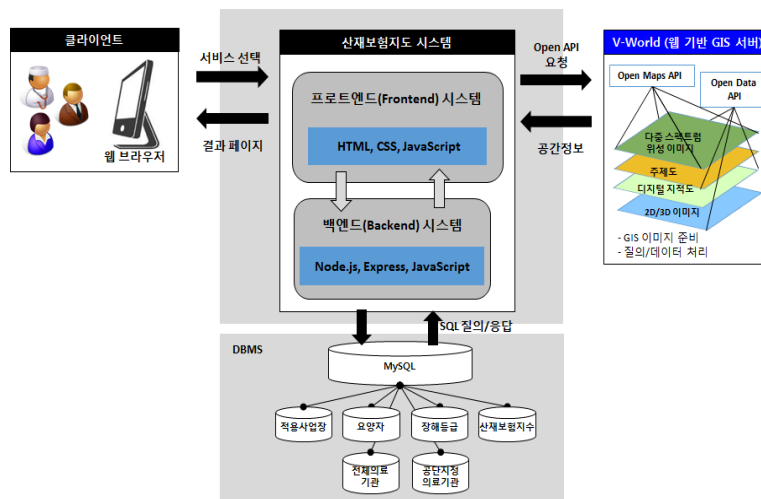 클라이언트
서비스 선택
결과 페이지
웹 브라우저
산재보험지도 시스템
프로트엔드(Frontend) 시스템
HTML, CSS, JavaScript
백엔드(Backend) 시스템
Node.js, Express, JavaScript
Open API
요청
공간정보
V-World (웹 기반 GIS 서버)
Open Maps API
Open Data
API
다중 스펙트럼
위성 이미지
주제도
디지털 지적도
2D/3D 이미지
- GIS 이미지 준비
- 질의/데이터 처리
SQL 질의/응답
DBMS
MySQL
적용사업장
요양자
장해등급
산재보험지수
전체의료
기관
공단지정
의료기관